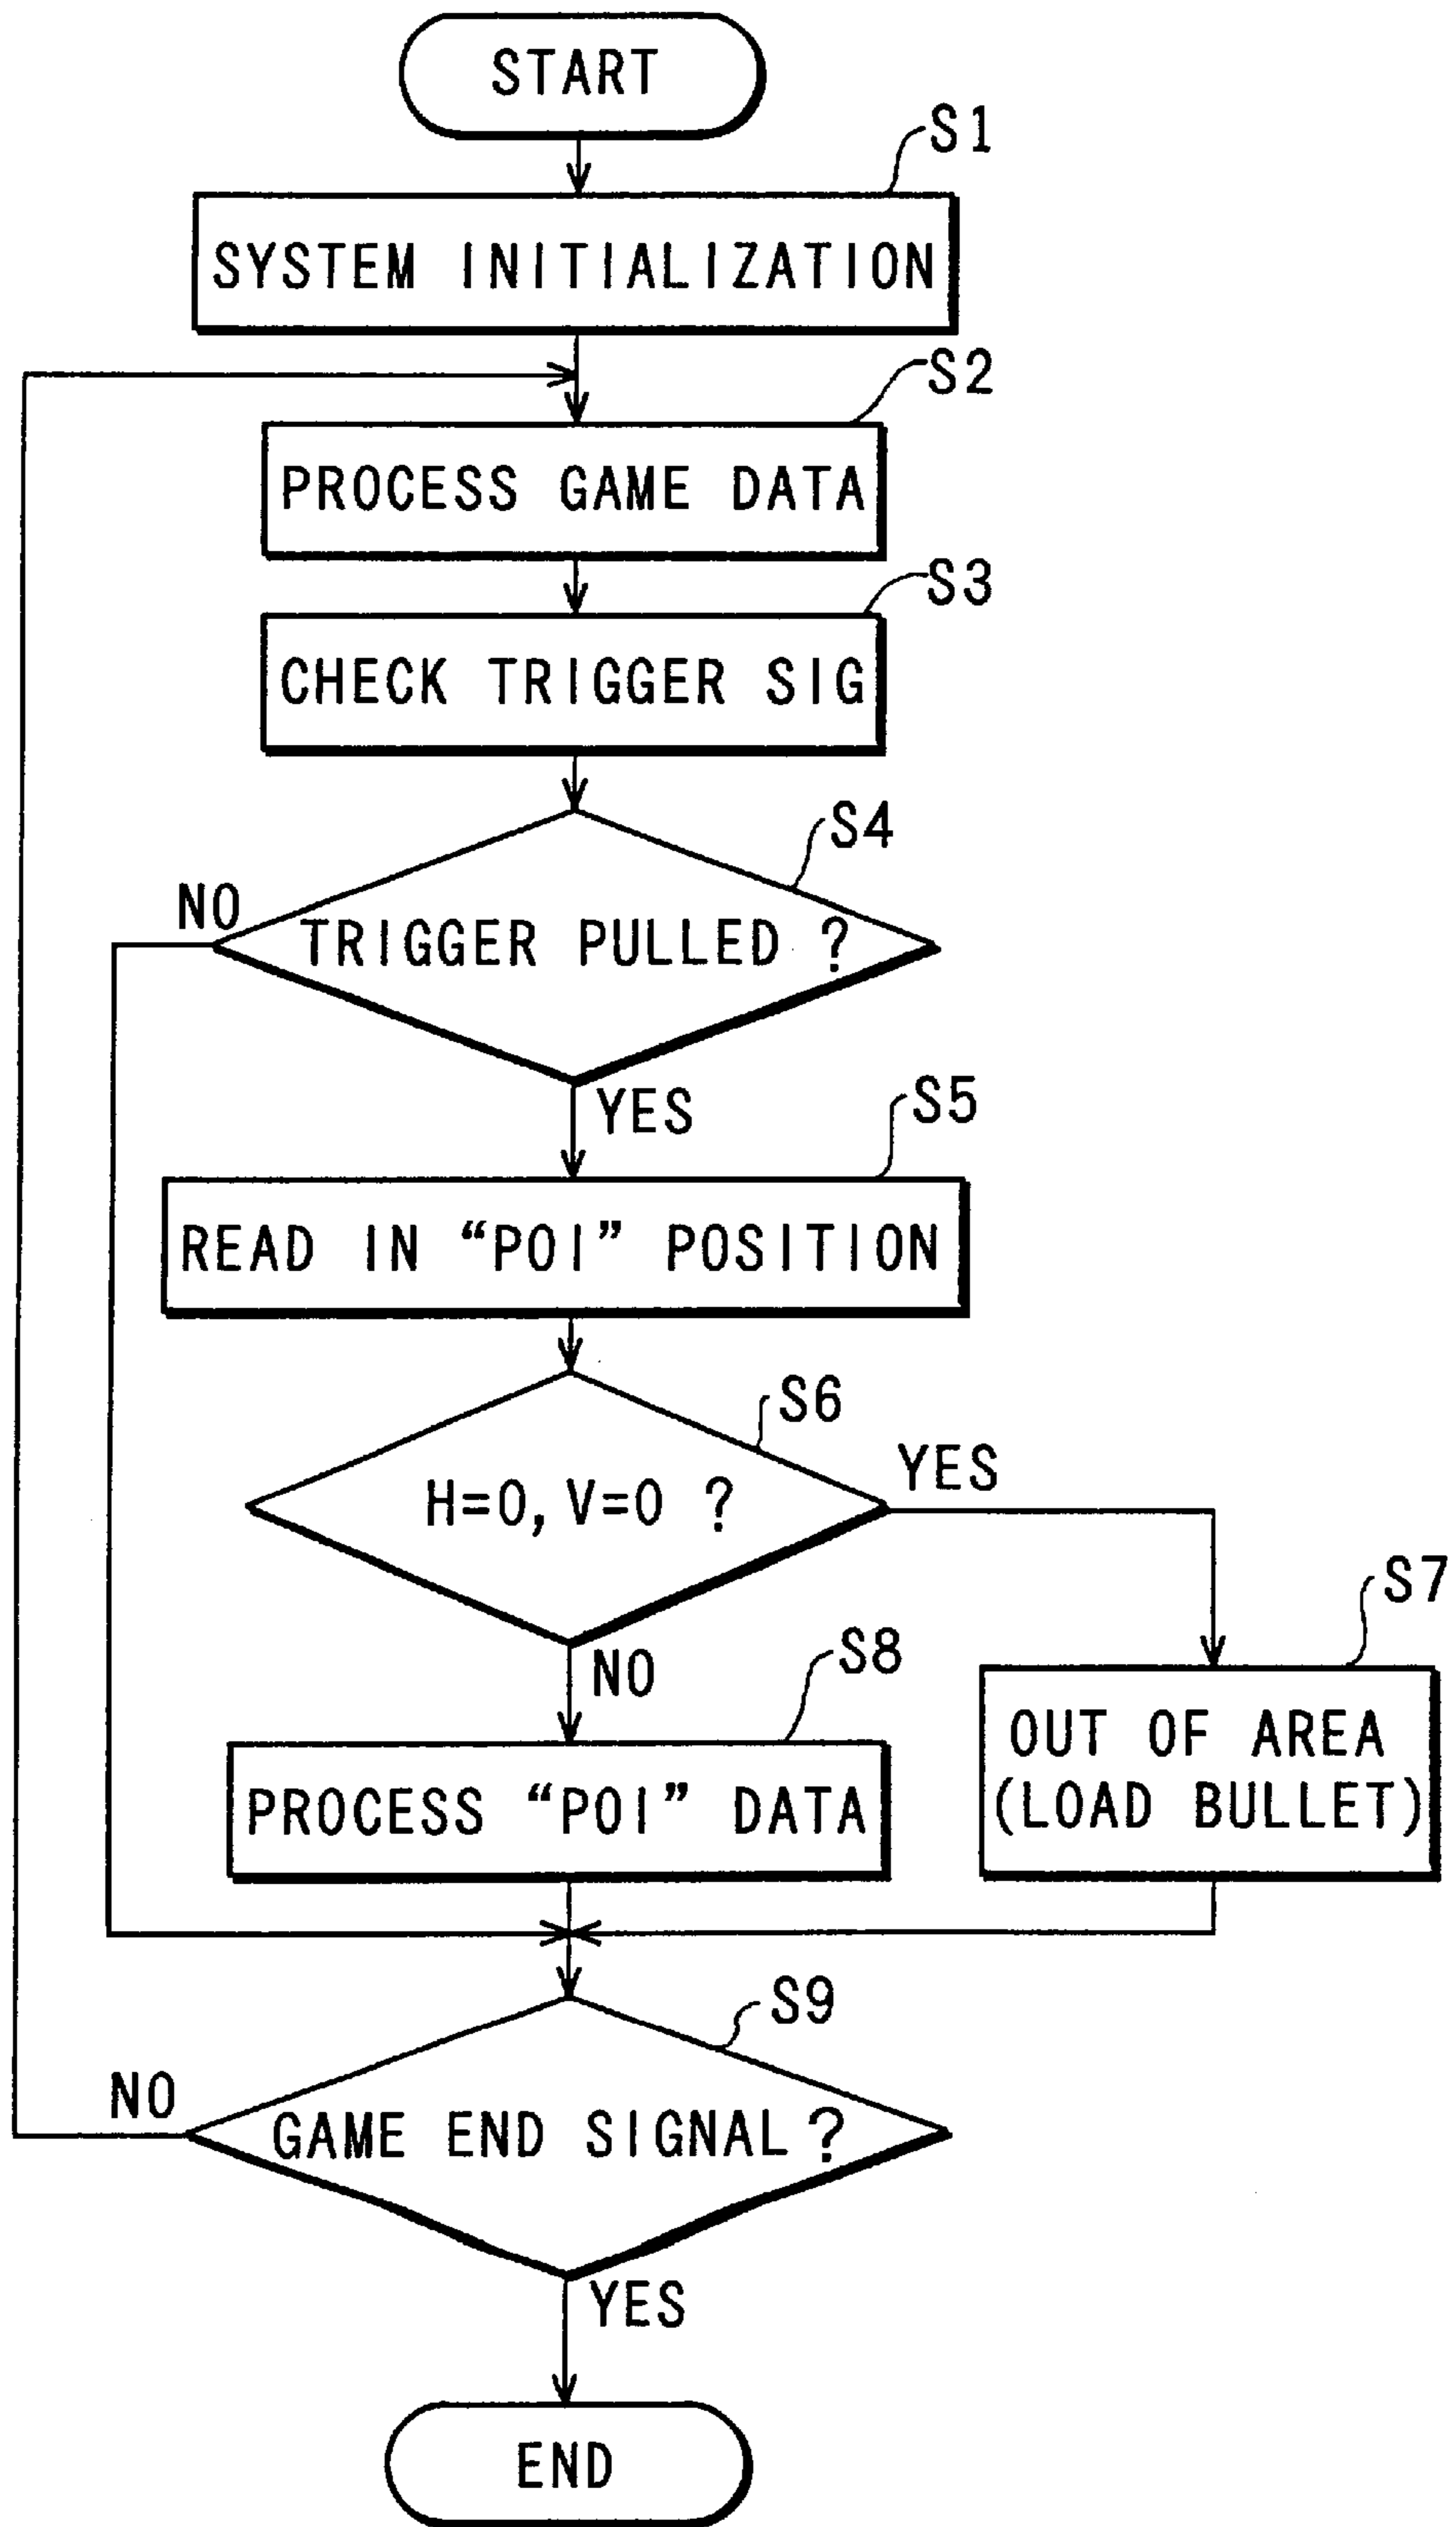 START
S1
SYSTEM INITIALIZATION
S2
PROCESS GAME DATA
S3
CHECK TRIGGER SIG
S4
NO
TRIGGER PULLED ?
YES
S5
READ IN “POI” POSITION
S6
YES
H=0, V=0 ?
S7
NO
S8
OUT OF AREA
(LOAD BULLET)
PROCESS “POI” DATA
S9
NO
GAME END SIGNAL ?
YES
END